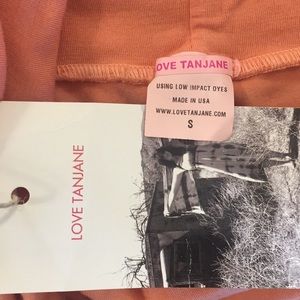 LOVE TANJANE
USING LOW IMPACT DYES
MADE IN USA
WWW.LOVETANJANE.COM
S
LOVE TANJANE